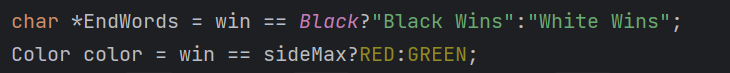 char *EndWords = win == Black?"Black Wins":"White Wins";
Color color = win == sideMax?RED:GREEN;